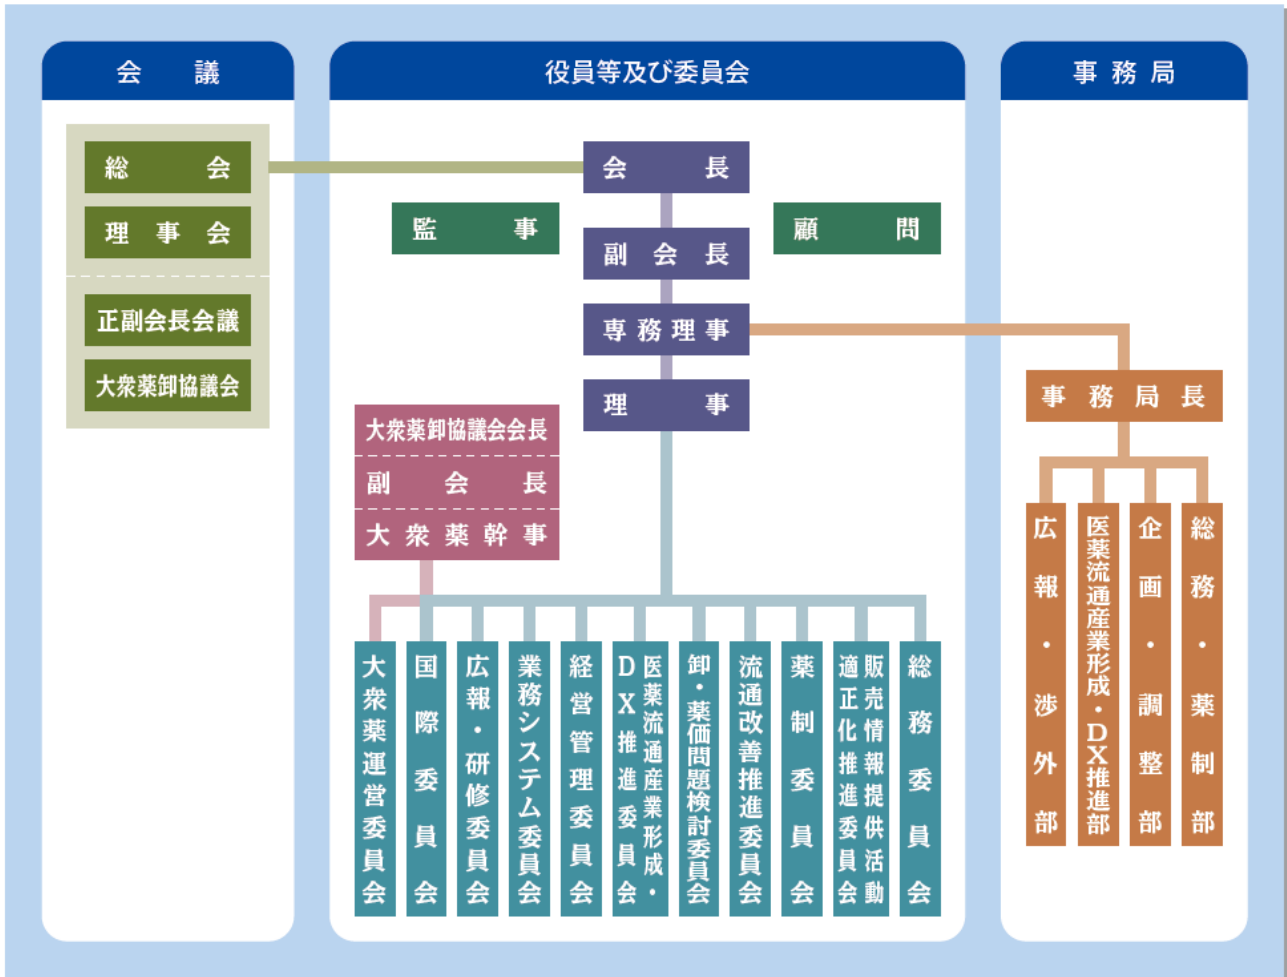 会議
総会
理事会
正副会長会議
大衆薬卸協議会
役員等及び委員会
会長
監事
顧問
副会長
専務理事
理事
大衆薬卸協議会会長
副会長
大衆薬幹事
大衆薬運営委員会
国際委員会
広報・研修委員会
業務システム委員会
経営管理委員会
医薬流通産業形成・
DX推進委員会
卸・薬価問題検討委員会
流通改善推進委員会
薬制委員会
販売情報提供活動
適正化推進委員会
総務委員会
事務局
事務局長
広報・渉外部
医薬流通産業形成・DX推進部
企画・調整部
総務・薬制部